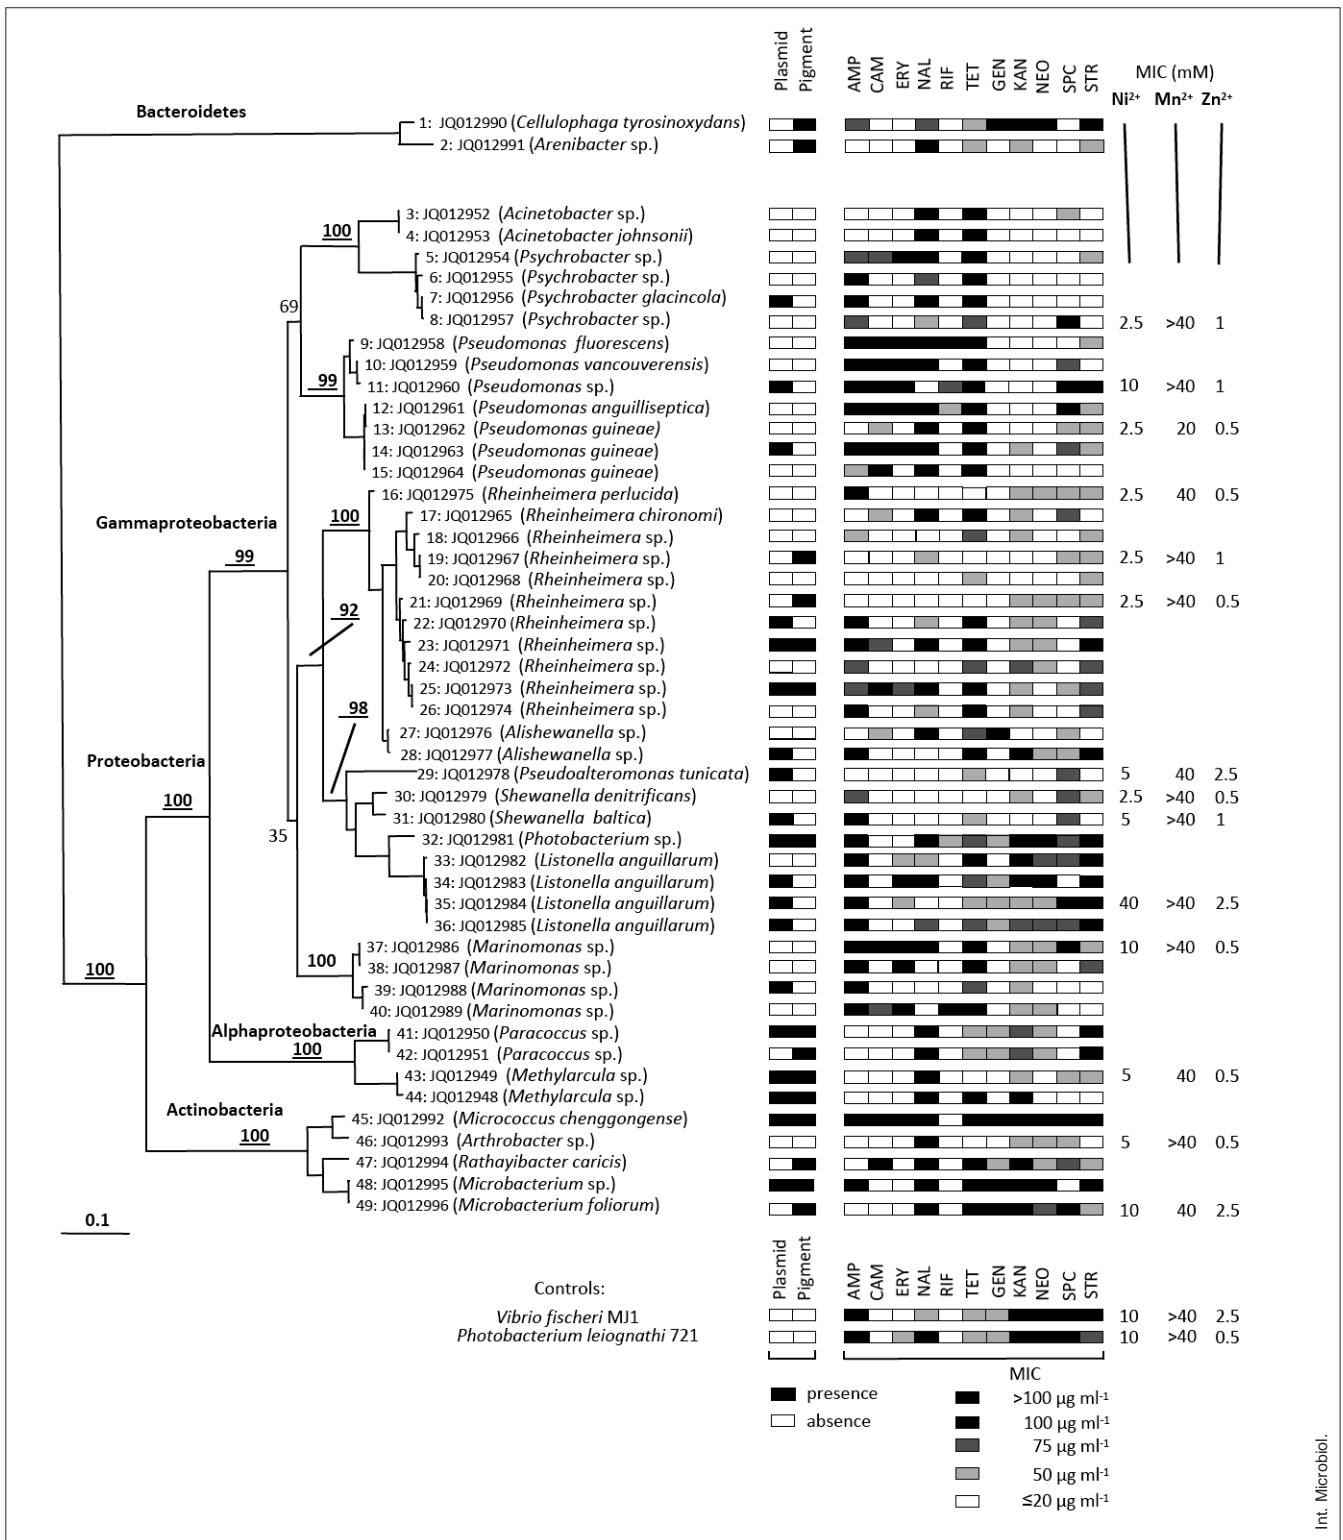 Plasmid Pigment AMP CAM ERY NAL RIF TET GEN KAN NEO SPC STR
MIC (mM)
Ni²⁺ Mn²⁺ Zn²⁺
Bacteroidetes
1: JQ012990 (Cellulophaga tyrosinoxydans)
2: JQ012991 (Arenibacter sp.)
3: JQ012952 (Acinetobacter sp.)
100
4: JQ012953 (Acinetobacter johnsonii)
5: JQ012954 (Psychrobacter sp.)
6: JQ012955 (Psychrobacter sp.)
7: JQ012956 (Psychrobacter glacincola)
69
8: JQ012957 (Psychrobacter sp.) 2.5 >40 1
9: JQ012958 (Pseudomonas fluorescens)
10: JQ012959 (Pseudomonas vancouverensis)
99
11: JQ012960 (Pseudomonas sp.) 10 >40 1
12: JQ012961 (Pseudomonas anguilliseptica)
13: JQ012962 (Pseudomonas guineae) 2.5 20 0.5
14: JQ012963 (Pseudomonas guineae)
15: JQ012964 (Pseudomonas guineae)
16: JQ012975 (Rheinheimera perlucida) 2.5 40 0.5
Gammaproteobacteria
100
17: JQ012965 (Rheinheimera chironomi)
18: JQ012966 (Rheinheimera sp.)
99
19: JQ012967 (Rheinheimera sp.) 2.5 >40 1
20: JQ012968 (Rheinheimera sp.)
21: JQ012969 (Rheinheimera sp.) 2.5 >40 0.5
92
22: JQ012970 (Rheinheimera sp.)
23: JQ012971 (Rheinheimera sp.)
24: JQ012972 (Rheinheimera sp.)
25: JQ012973 (Rheinheimera sp.)
98
26: JQ012974 (Rheinheimera sp.)
27: JQ012976 (Alishewanella sp.)
28: JQ012977 (Alishewanella sp.)
Proteobacteria
29: JQ012978 (Pseudoalteromonas tunicata) 5 40 2.5
100
30: JQ012979 (Shewanella denitrificans) 2.5 >40 0.5
31: JQ012980 (Shewanella baltica) 5 >40 1
35
32: JQ012981 (Photobacterium sp.)
33: JQ012982 (Listonella anguillarum)
34: JQ012983 (Listonella anguillarum)
35: JQ012984 (Listonella anguillarum) 40 >40 2.5
36: JQ012985 (Listonella anguillarum)
37: JQ012986 (Marinomonas sp.) 10 >40 0.5
100
100
38: JQ012987 (Marinomonas sp.)
39: JQ012988 (Marinomonas sp.)
40: JQ012989 (Marinomonas sp.)
Alphaproteobacteria
41: JQ012950 (Paracoccus sp.)
100
42: JQ012951 (Paracoccus sp.)
43: JQ012949 (Methylarcula sp.) 5 40 0.5
44: JQ012948 (Methylarcula sp.)
Actinobacteria
45: JQ012992 (Micrococcus chenggongense)
100
46: JQ012993 (Arthrobacter sp.) 5 >40 0.5
47: JQ012994 (Rathayibacter caricis)
48: JQ012995 (Microbacterium sp.)
49: JQ012996 (Microbacterium foliorum) 10 40 2.5
0.1
Plasmid Pigment AMP CAM ERY NAL RIF TET GEN KAN NEO SPC STR
Controls:
Vibrio fischeri MJ1 10 >40 2.5
Photobacterium leiognathi 721 10 >40 0.5
MIC
presence >100 µg ml⁻¹
absence 100 µg ml⁻¹
75 µg ml⁻¹
50 µg ml⁻¹
≤20 µg ml⁻¹
Int. Microbiol.